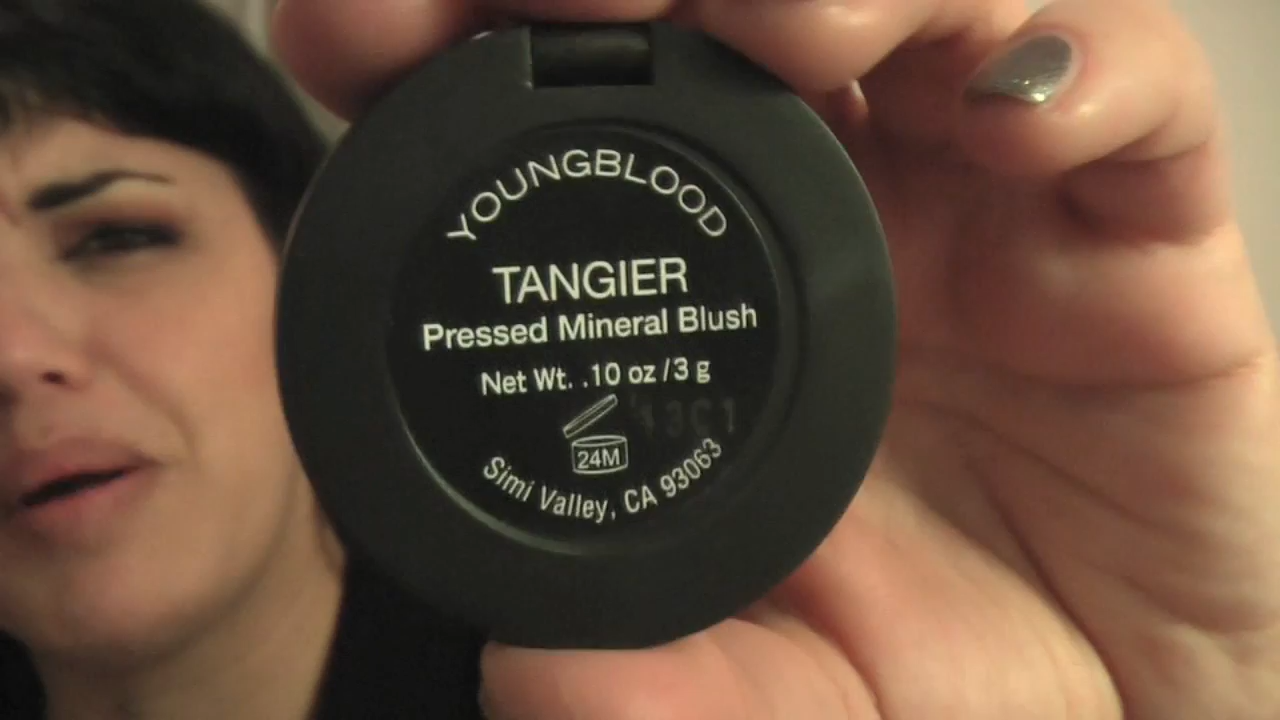 YOUNGBLOOD
TANGIER
Pressed Mineral Blush
Net Wt. .10 oz / 3 g
24M
Simi Valley, CA 93063